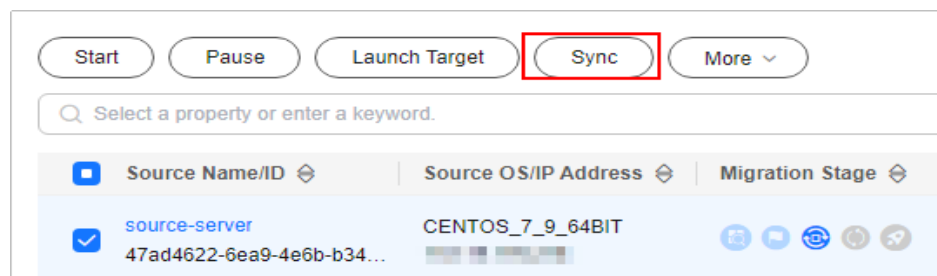 Start Pause Launch Target Sync More
Select a property or enter a keyword.
Source Name/ID Source OS/IP Address Migration Stage
source-server CENTOS_7_9_64BIT
47ad4622-6ea9-4e6b-b34...